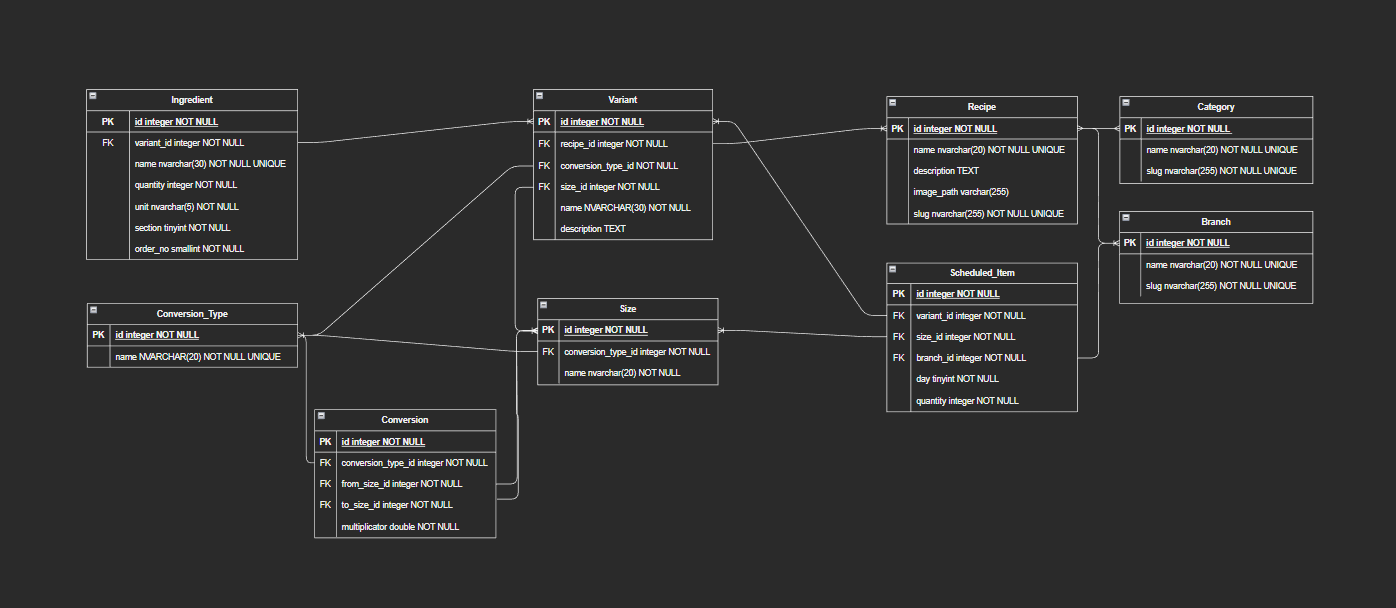 Ingredient
PK id integer NOT NULL
FK variant_id integer NOT NULL
name nvarchar(30) NOT NULL UNIQUE
quantity integer NOT NULL
unit nvarchar(5) NOT NULL
section tinyint NOT NULL
order_no smallint NOT NULL
Variant
PK id integer NOT NULL
FK recipe_id integer NOT NULL
FK conversion_type_id NOT NULL
FK size_id integer NOT NULL
name NVARCHAR(30) NOT NULL
description TEXT
Recipe
PK id integer NOT NULL
name nvarchar(20) NOT NULL UNIQUE
description TEXT
image_path varchar(255)
slug nvarchar(255) NOT NULL UNIQUE
Category
PK id integer NOT NULL
name nvarchar(20) NOT NULL UNIQUE
slug nvarchar(255) NOT NULL UNIQUE
Branch
PK id integer NOT NULL
name nvarchar(20) NOT NULL UNIQUE
slug nvarchar(255) NOT NULL UNIQUE
Conversion_Type
PK id integer NOT NULL
name NVARCHAR(20) NOT NULL UNIQUE
Size
PK id integer NOT NULL
FK conversion_type_id integer NOT NULL
name nvarchar(20) NOT NULL
Scheduled_Item
PK id integer NOT NULL
FK variant_id integer NOT NULL
FK size_id integer NOT NULL
FK branch_id integer NOT NULL
day tinyint NOT NULL
quantity integer NOT NULL
Conversion
PK id integer NOT NULL
FK conversion_type_id integer NOT NULL
FK from_size_id integer NOT NULL
FK to_size_id integer NOT NULL
multiplicator double NOT NULL